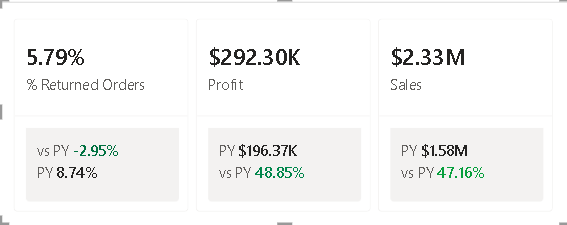 5.79%
% Returned Orders
vs PY -2.95%
PY 8.74%
$292.30K
Profit
PY $196.37K
vs PY 48.85%
$2.33M
Sales
PY $1.58M
vs PY 47.16%